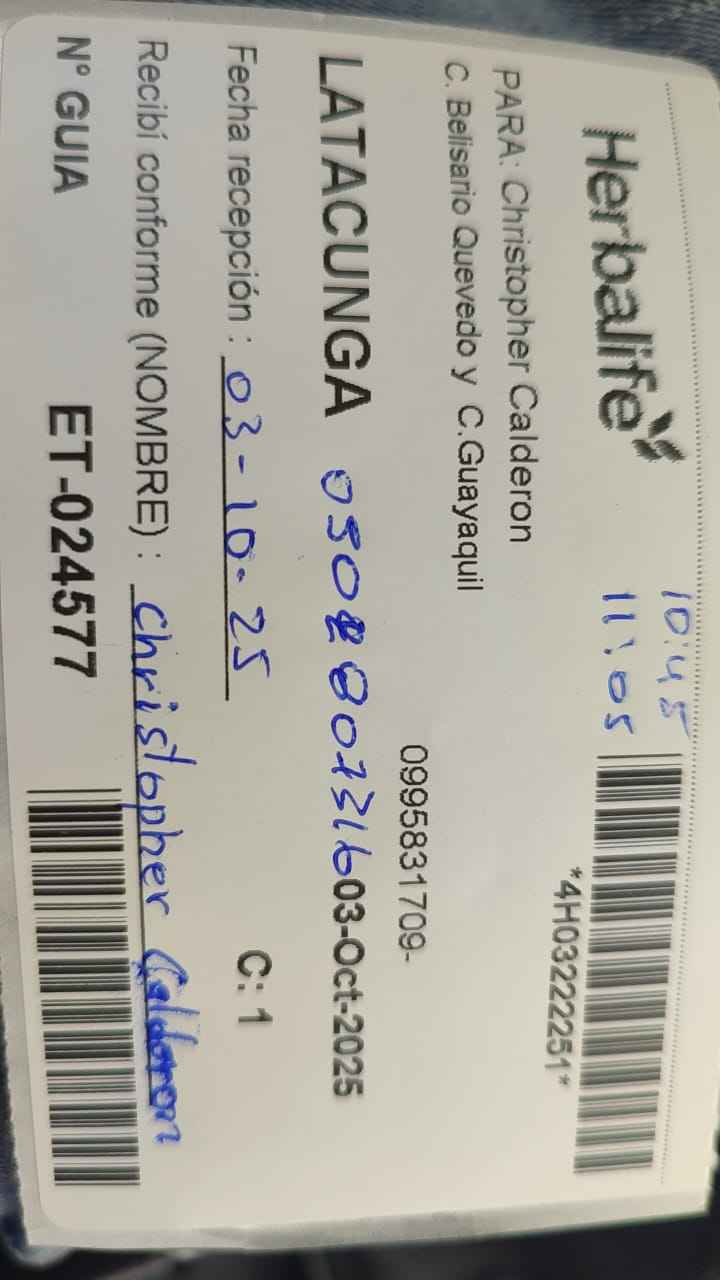 Herbalife
10:45
11:05
*4H03222251*
PARA: Christopher Calderon
C. Belisario Quevedo y C.Guayaquil
0995831709-
LATACUNGA 03-Oct-2025
Fecha recepción : 03-10-25 C: 1
Recibí conforme (NOMBRE) : christopher Calderon
N° GUIA ET-024577